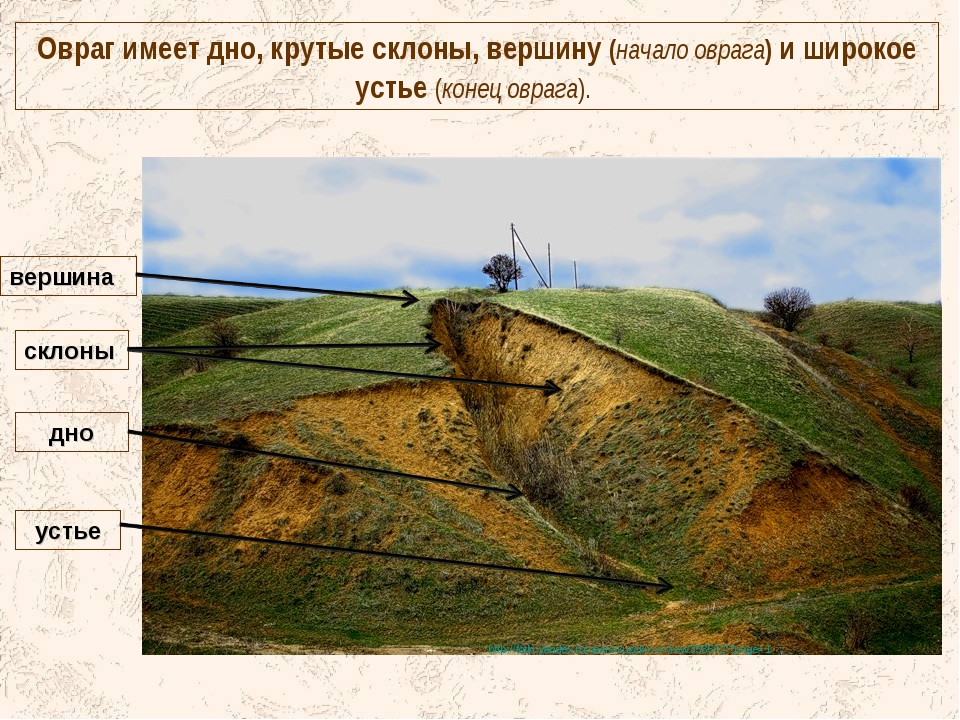 Овраг имеет дно, крутые склоны, вершину (начало оврага) и широкое
устье (конец оврага).
вершина
склоны
дно
устье